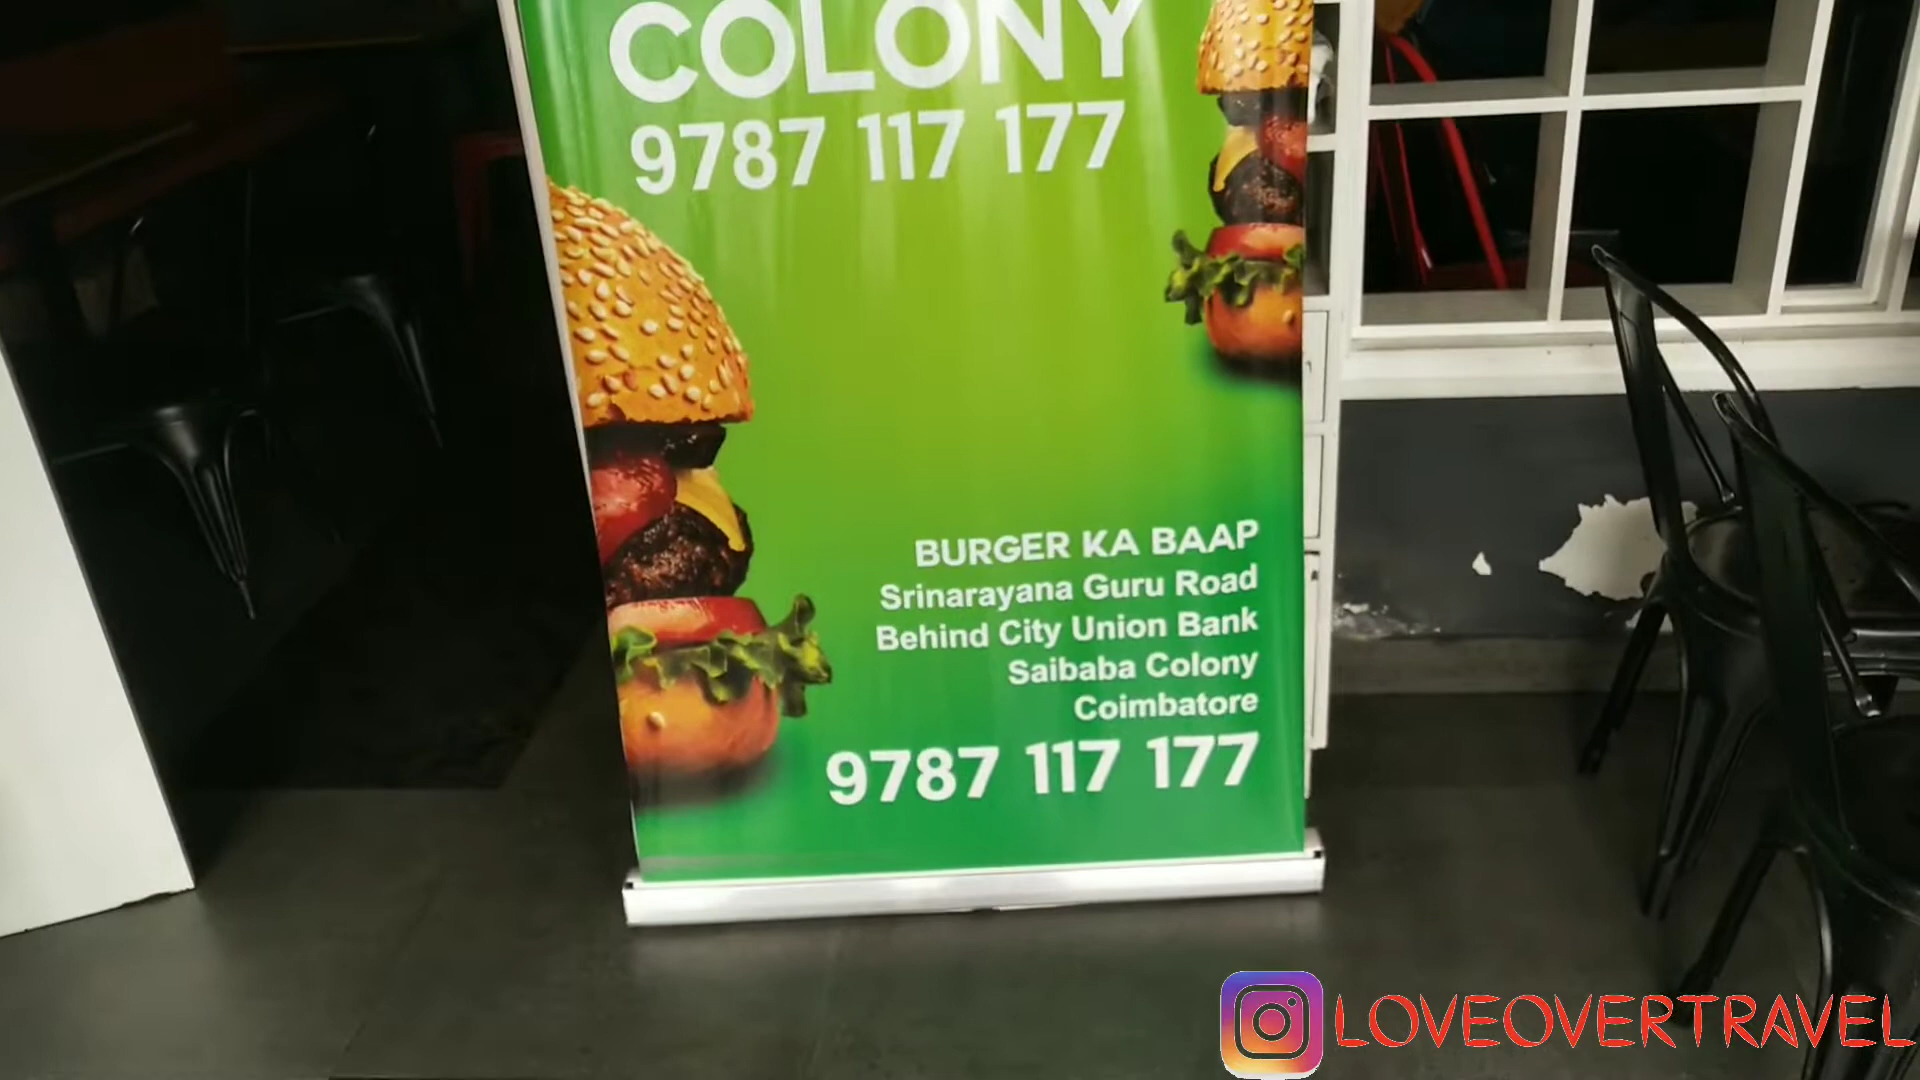 COLONY
9787 117 177
BURGER KA BAAP
Srinarayana Guru Road
Behind City Union Bank
Saibaba Colony
Coimbatore
9787 117 177
LOVEOVERTRAVEL